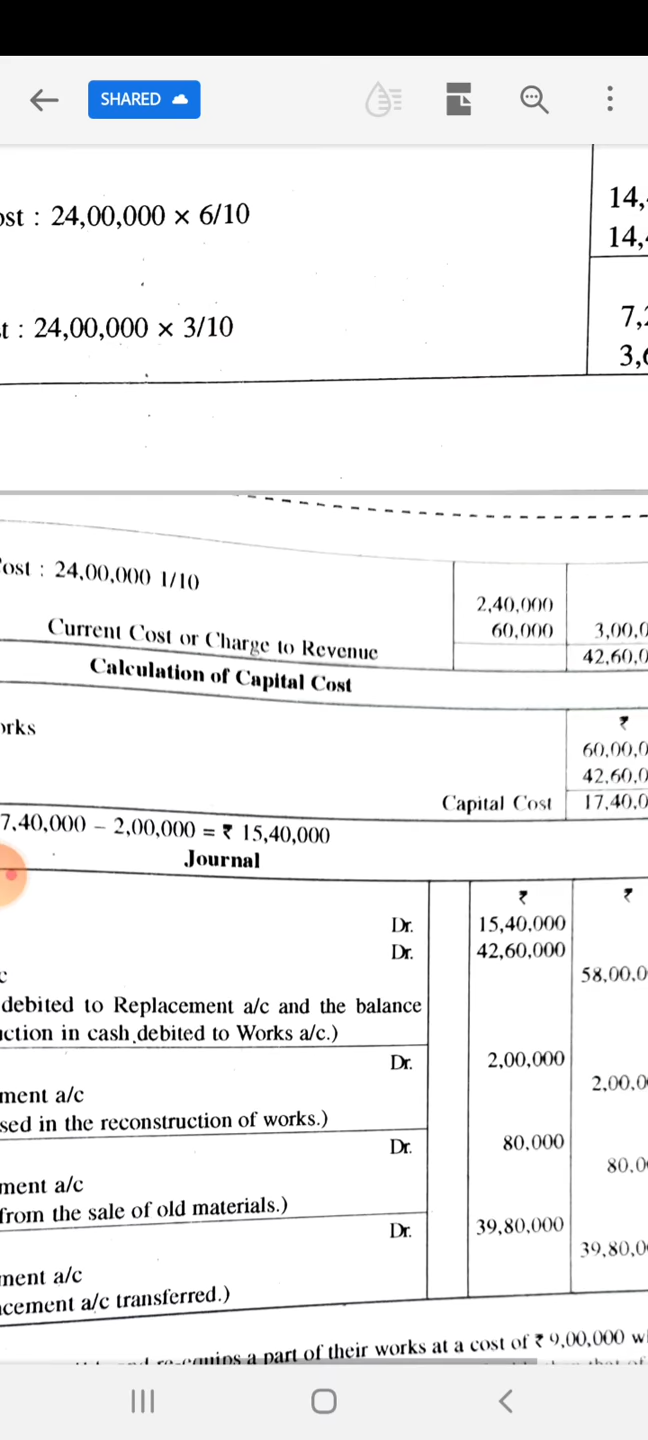 SHARED
ost : 24,00,000 × 6/10
14,
14,
t : 24,00,000 × 3/10
7,
3,
ost : 24,00,000 1/10
2,40,000
Current Cost or Charge to Revenue 60,000 3,00,0
42,60,0
Calculation of Capital Cost
₹
orks 60,00,0
42,60,0
Capital Cost 17,40,0
7,40,000 – 2,00,000 = ₹ 15,40,000
Journal
₹ ₹
Dr. 15,40,000
Dr. 42,60,000
c 58,00,0
debited to Replacement a/c and the balance
ction in cash debited to Works a/c.)
Dr. 2,00,000
ment a/c 2,00,0
sed in the reconstruction of works.)
Dr. 80,000
ment a/c 80,0
from the sale of old materials.)
Dr. 39,80,000
ment a/c 39,80,0
cement a/c transferred.)
a part of their works at a cost of ₹ 9,00,000